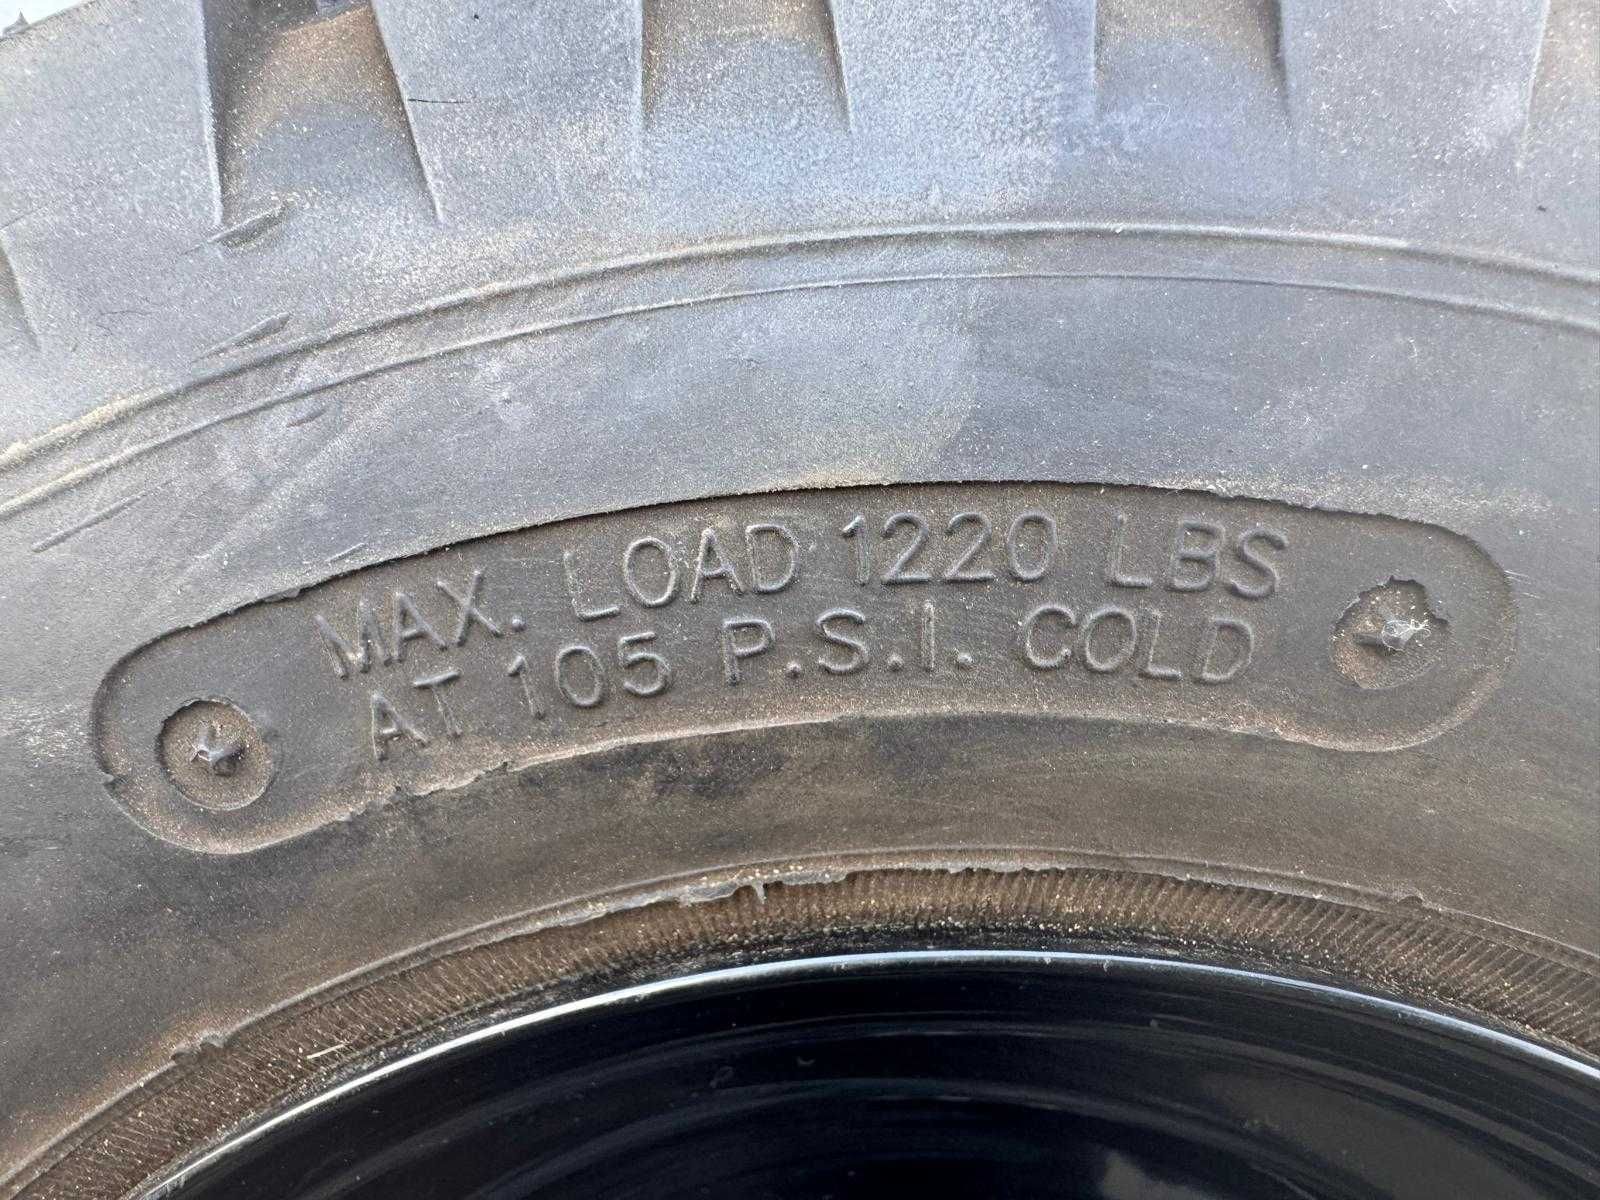 MAX. LOAD 1220 LBS
AT 105 P.S.I. COLD